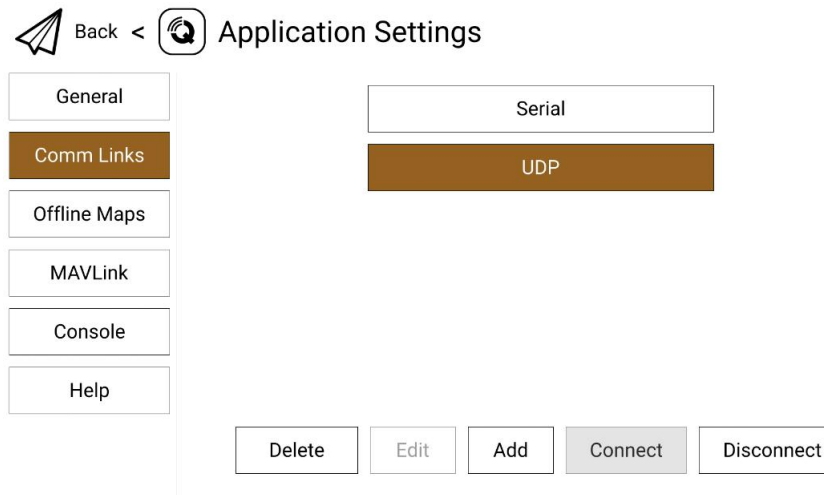 Back < Application Settings
General
Comm Links
Offline Maps
MAVLink
Console
Help
Serial
UDP
Delete Edit Add Connect Disconnect